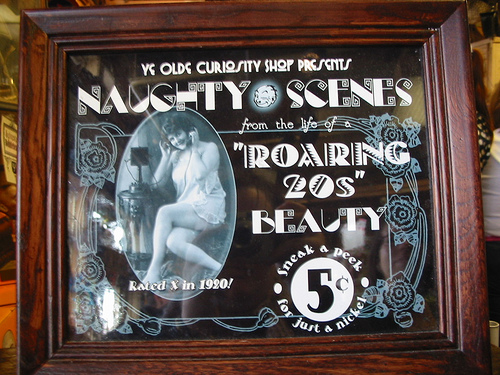 YE OLDE CURIOSITY SHOP PRESENTS
NAUGHTY SCENES
from the life of a
"ROARING
20S"
BEAUTY
Rated X in 1920!
Sneak a peek
5¢
for just a nickel